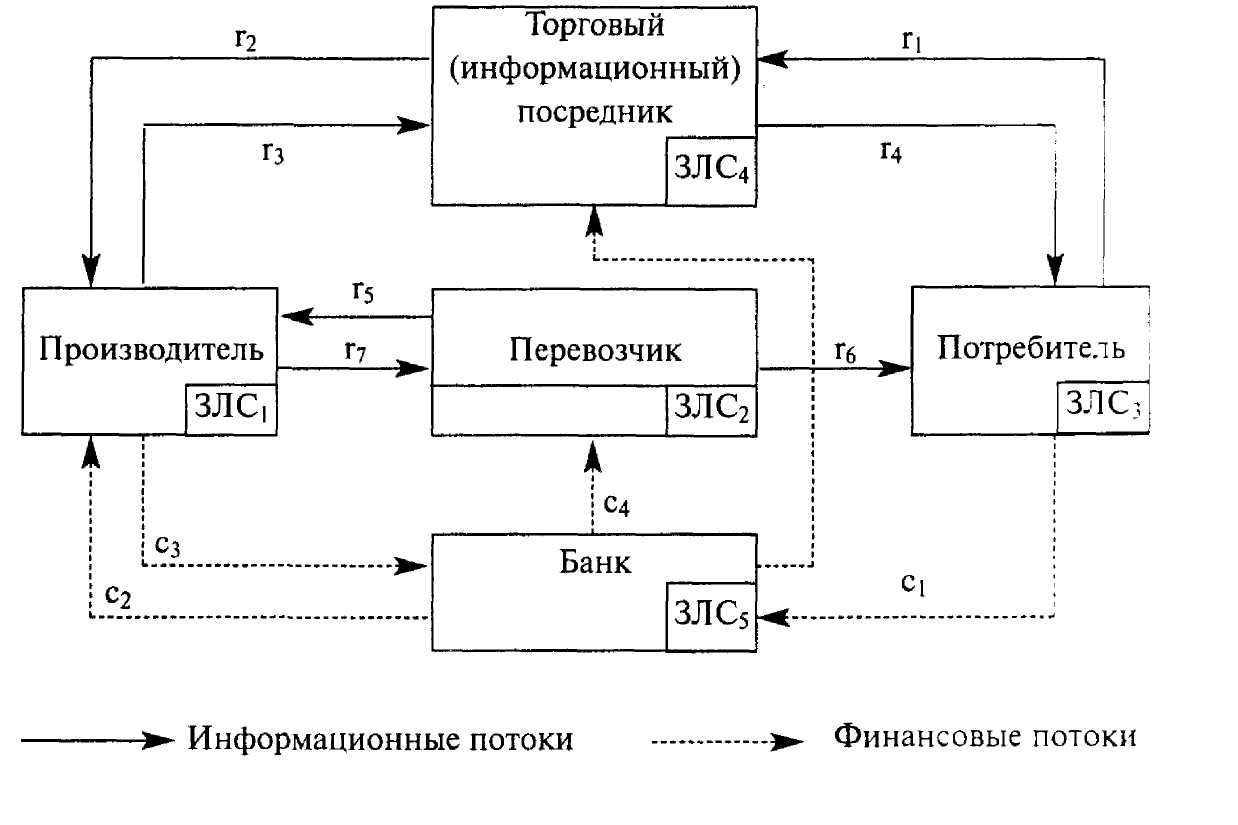 Торговый
(информационный)
посредник
ЗЛС₄
r₂
r₁
r₃
r₄
Производитель
ЗЛС₁
r₅
r₇
Перевозчик
ЗЛС₂
r₆
Потребитель
ЗЛС₃
c₃
c₂
c₄
Банк
ЗЛС₅
c₁
Информационные потоки
Финансовые потоки